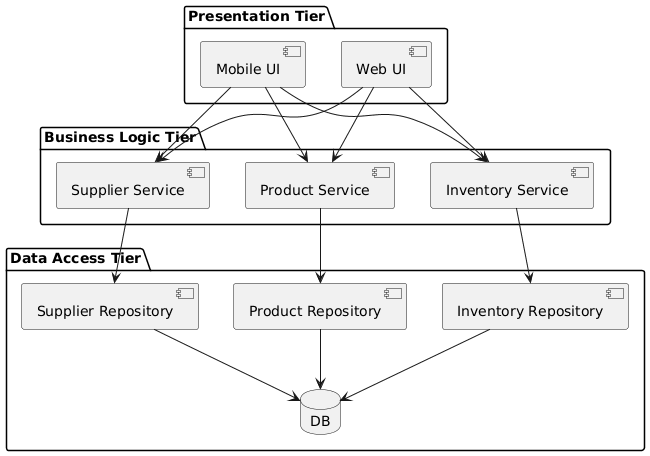 Presentation Tier
Mobile UI
Web UI
Business Logic Tier
Supplier Service
Product Service
Inventory Service
Data Access Tier
Supplier Repository
Product Repository
Inventory Repository
DB